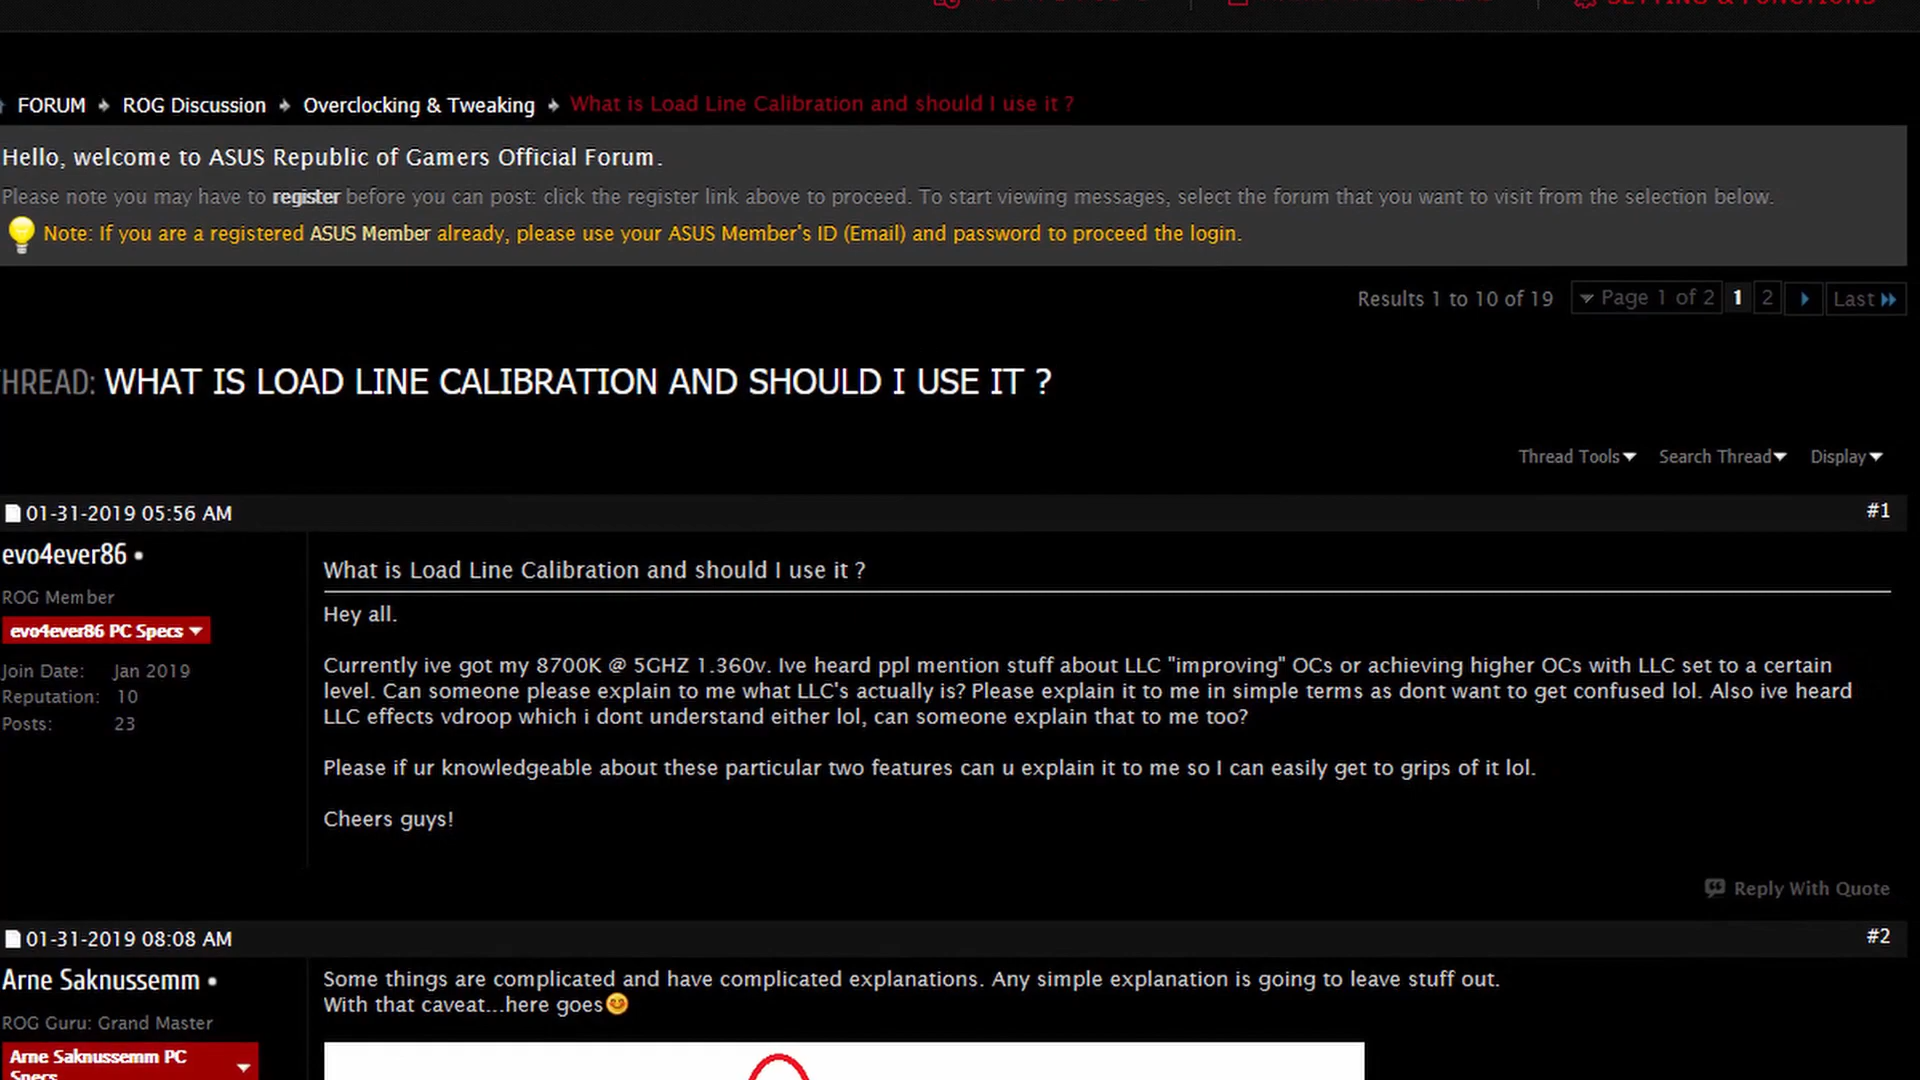 SETTING & FUNCTIONS
FORUM ROG Discussion Overclocking & Tweaking What is Load Line Calibration and should I use it ?
Hello, welcome to ASUS Republic of Gamers Official Forum.
Please note you may have to register before you can post: click the register link above to proceed. To start viewing messages, select the forum that you want to visit from the selection below.
Note: If you are a registered ASUS Member already, please use your ASUS Member's ID (Email) and password to proceed the login.
Results 1 to 10 of 19 Page 1 of 2 1 2 Last
HREAD: WHAT IS LOAD LINE CALIBRATION AND SHOULD I USE IT ?
Thread Tools Search Thread Display
01-31-2019 05:56 AM #1
evo4ever86
ROG Member
evo4ever86 PC Specs
Join Date: Jan 2019
Reputation: 10
Posts: 23
What is Load Line Calibration and should I use it ?
Hey all.
Currently ive got my 8700K @ 5GHZ 1.360v. Ive heard ppl mention stuff about LLC "improving" OCs or achieving higher OCs with LLC set to a certain
level. Can someone please explain to me what LLC's actually is? Please explain it to me in simple terms as dont want to get confused lol. Also ive heard
LLC effects vdroop which i dont understand either lol, can someone explain that to me too?
Please if ur knowledgeable about these particular two features can u explain it to me so I can easily get to grips of it lol.
Cheers guys!
Reply With Quote
01-31-2019 08:08 AM #2
Arne Saknussemm
ROG Guru: Grand Master
Arne Saknussemm PC
Specs
Some things are complicated and have complicated explanations. Any simple explanation is going to leave stuff out.
With that caveat...here goes